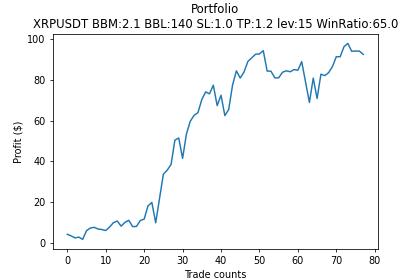 Portfolio
XRPUSDT BBM:2.1 BBL:140 SL:1.0 TP:1.2 lev:15 WinRatio:65.0
100
80
60
40
20
0
Profit ($)
0 10 20 30 40 50 60 70 80
Trade counts